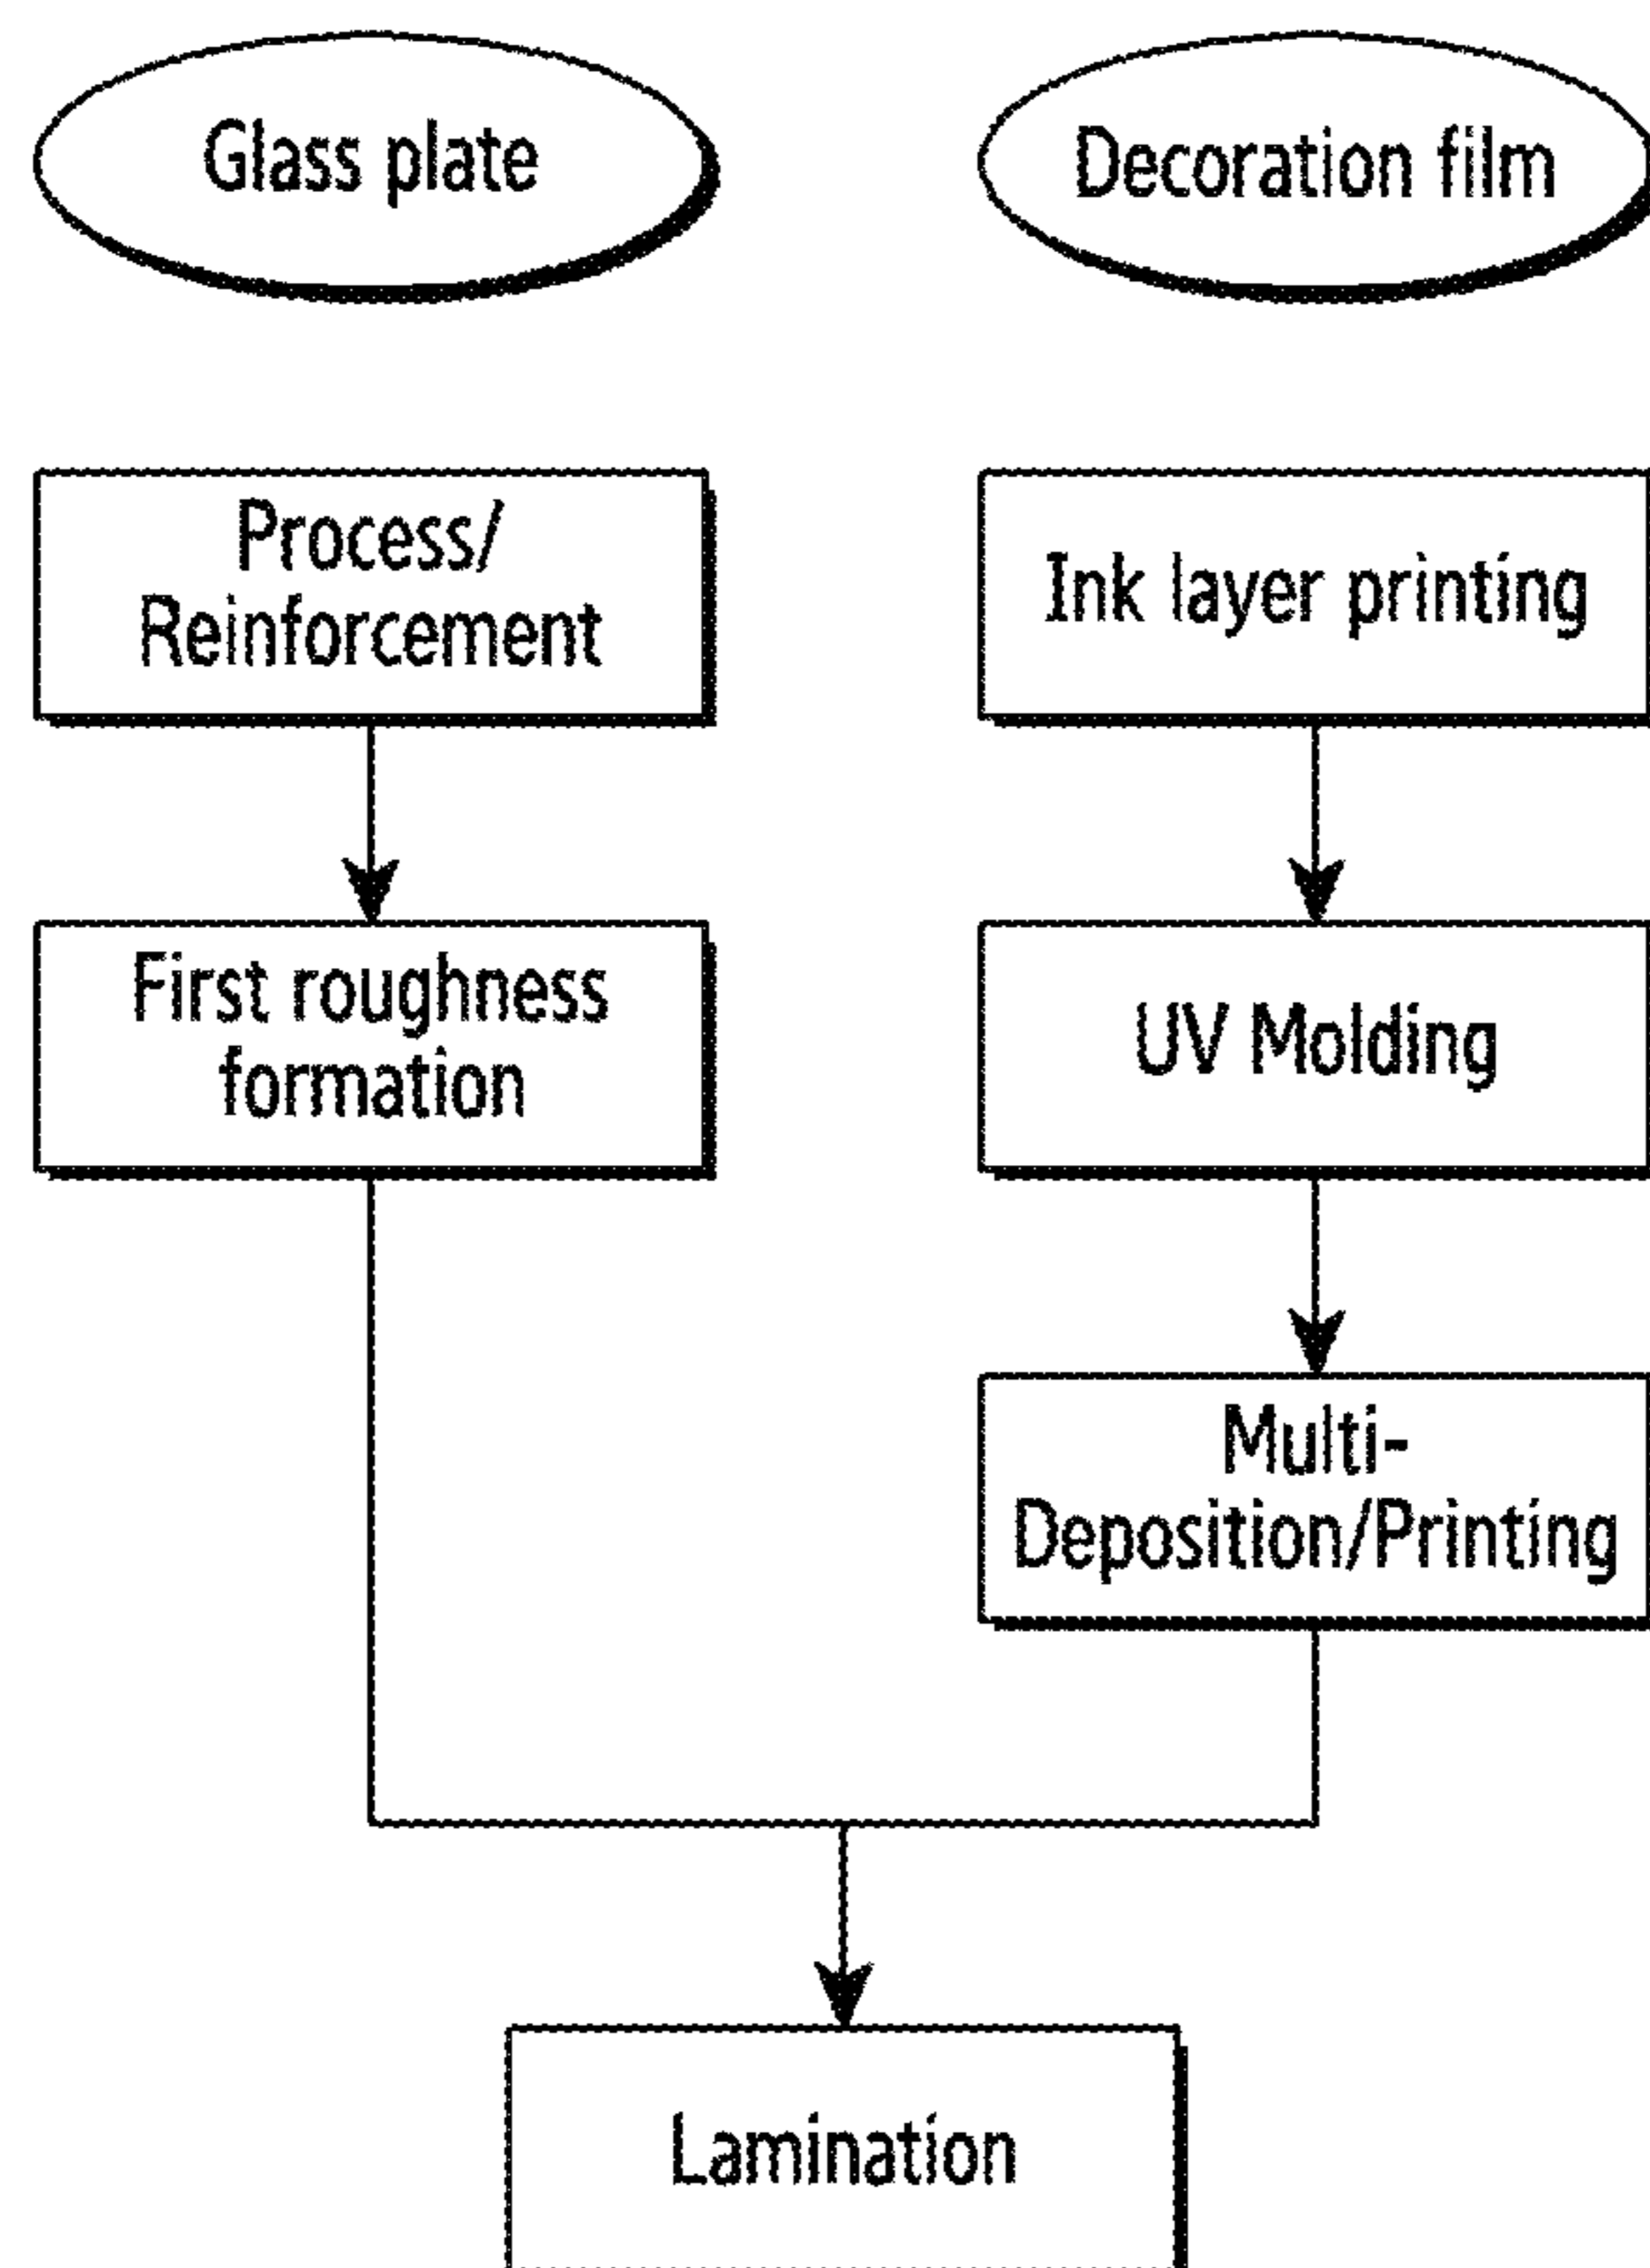 Glass plate
Decoration film
Process/
Reinforcement
Ink layer printing
First roughness
formation
UV Molding
Multi-
Deposition/Printing
Lamination